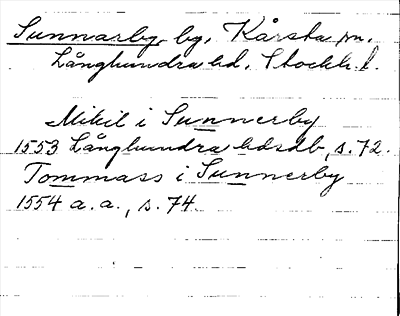 Sunnarby, by, Kårsta sn.
Långhundra hd. Stockh. l.
Mikil i Sunnerby
1553 Långhundra hdsdb, s. 72.
Tommass i Sunnerby
1554 a. a., s. 74.